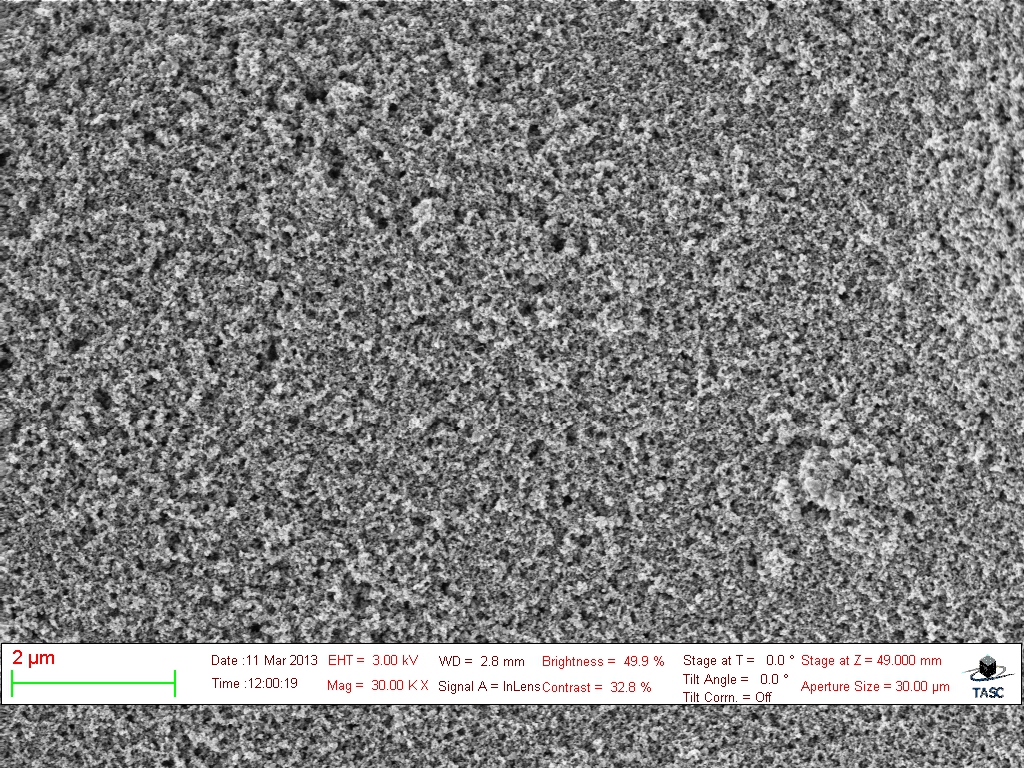 2 µm
Date :11 Mar 2013 EHT = 3.00 kV WD = 2.8 mm Brightness = 49.9 % Stage at T = 0.0 ° Stage at Z = 49.000 mm
Tilt Angle = 0.0 °
Time :12:00:19 Mag = 30.00 K X Signal A = InLens Contrast = 32.8 % Aperture Size = 30.00 µm
Tilt Corrn. = Off
TASC